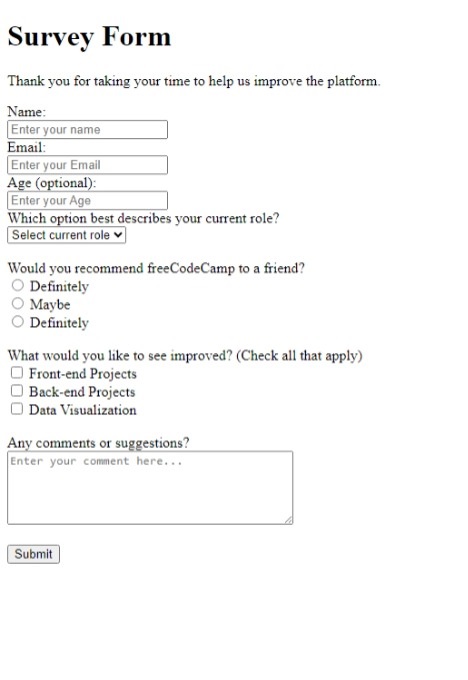 Survey Form
Thank you for taking your time to help us improve the platform.
Name:
Enter your name
Email:
Enter your Email
Age (optional):
Enter your Age
Which option best describes your current role?
Select current role
Would you recommend freeCodeCamp to a friend?
Definitely
Maybe
Definitely
What would you like to see improved? (Check all that apply)
Front-end Projects
Back-end Projects
Data Visualization
Any comments or suggestions?
Enter your comment here...
Submit